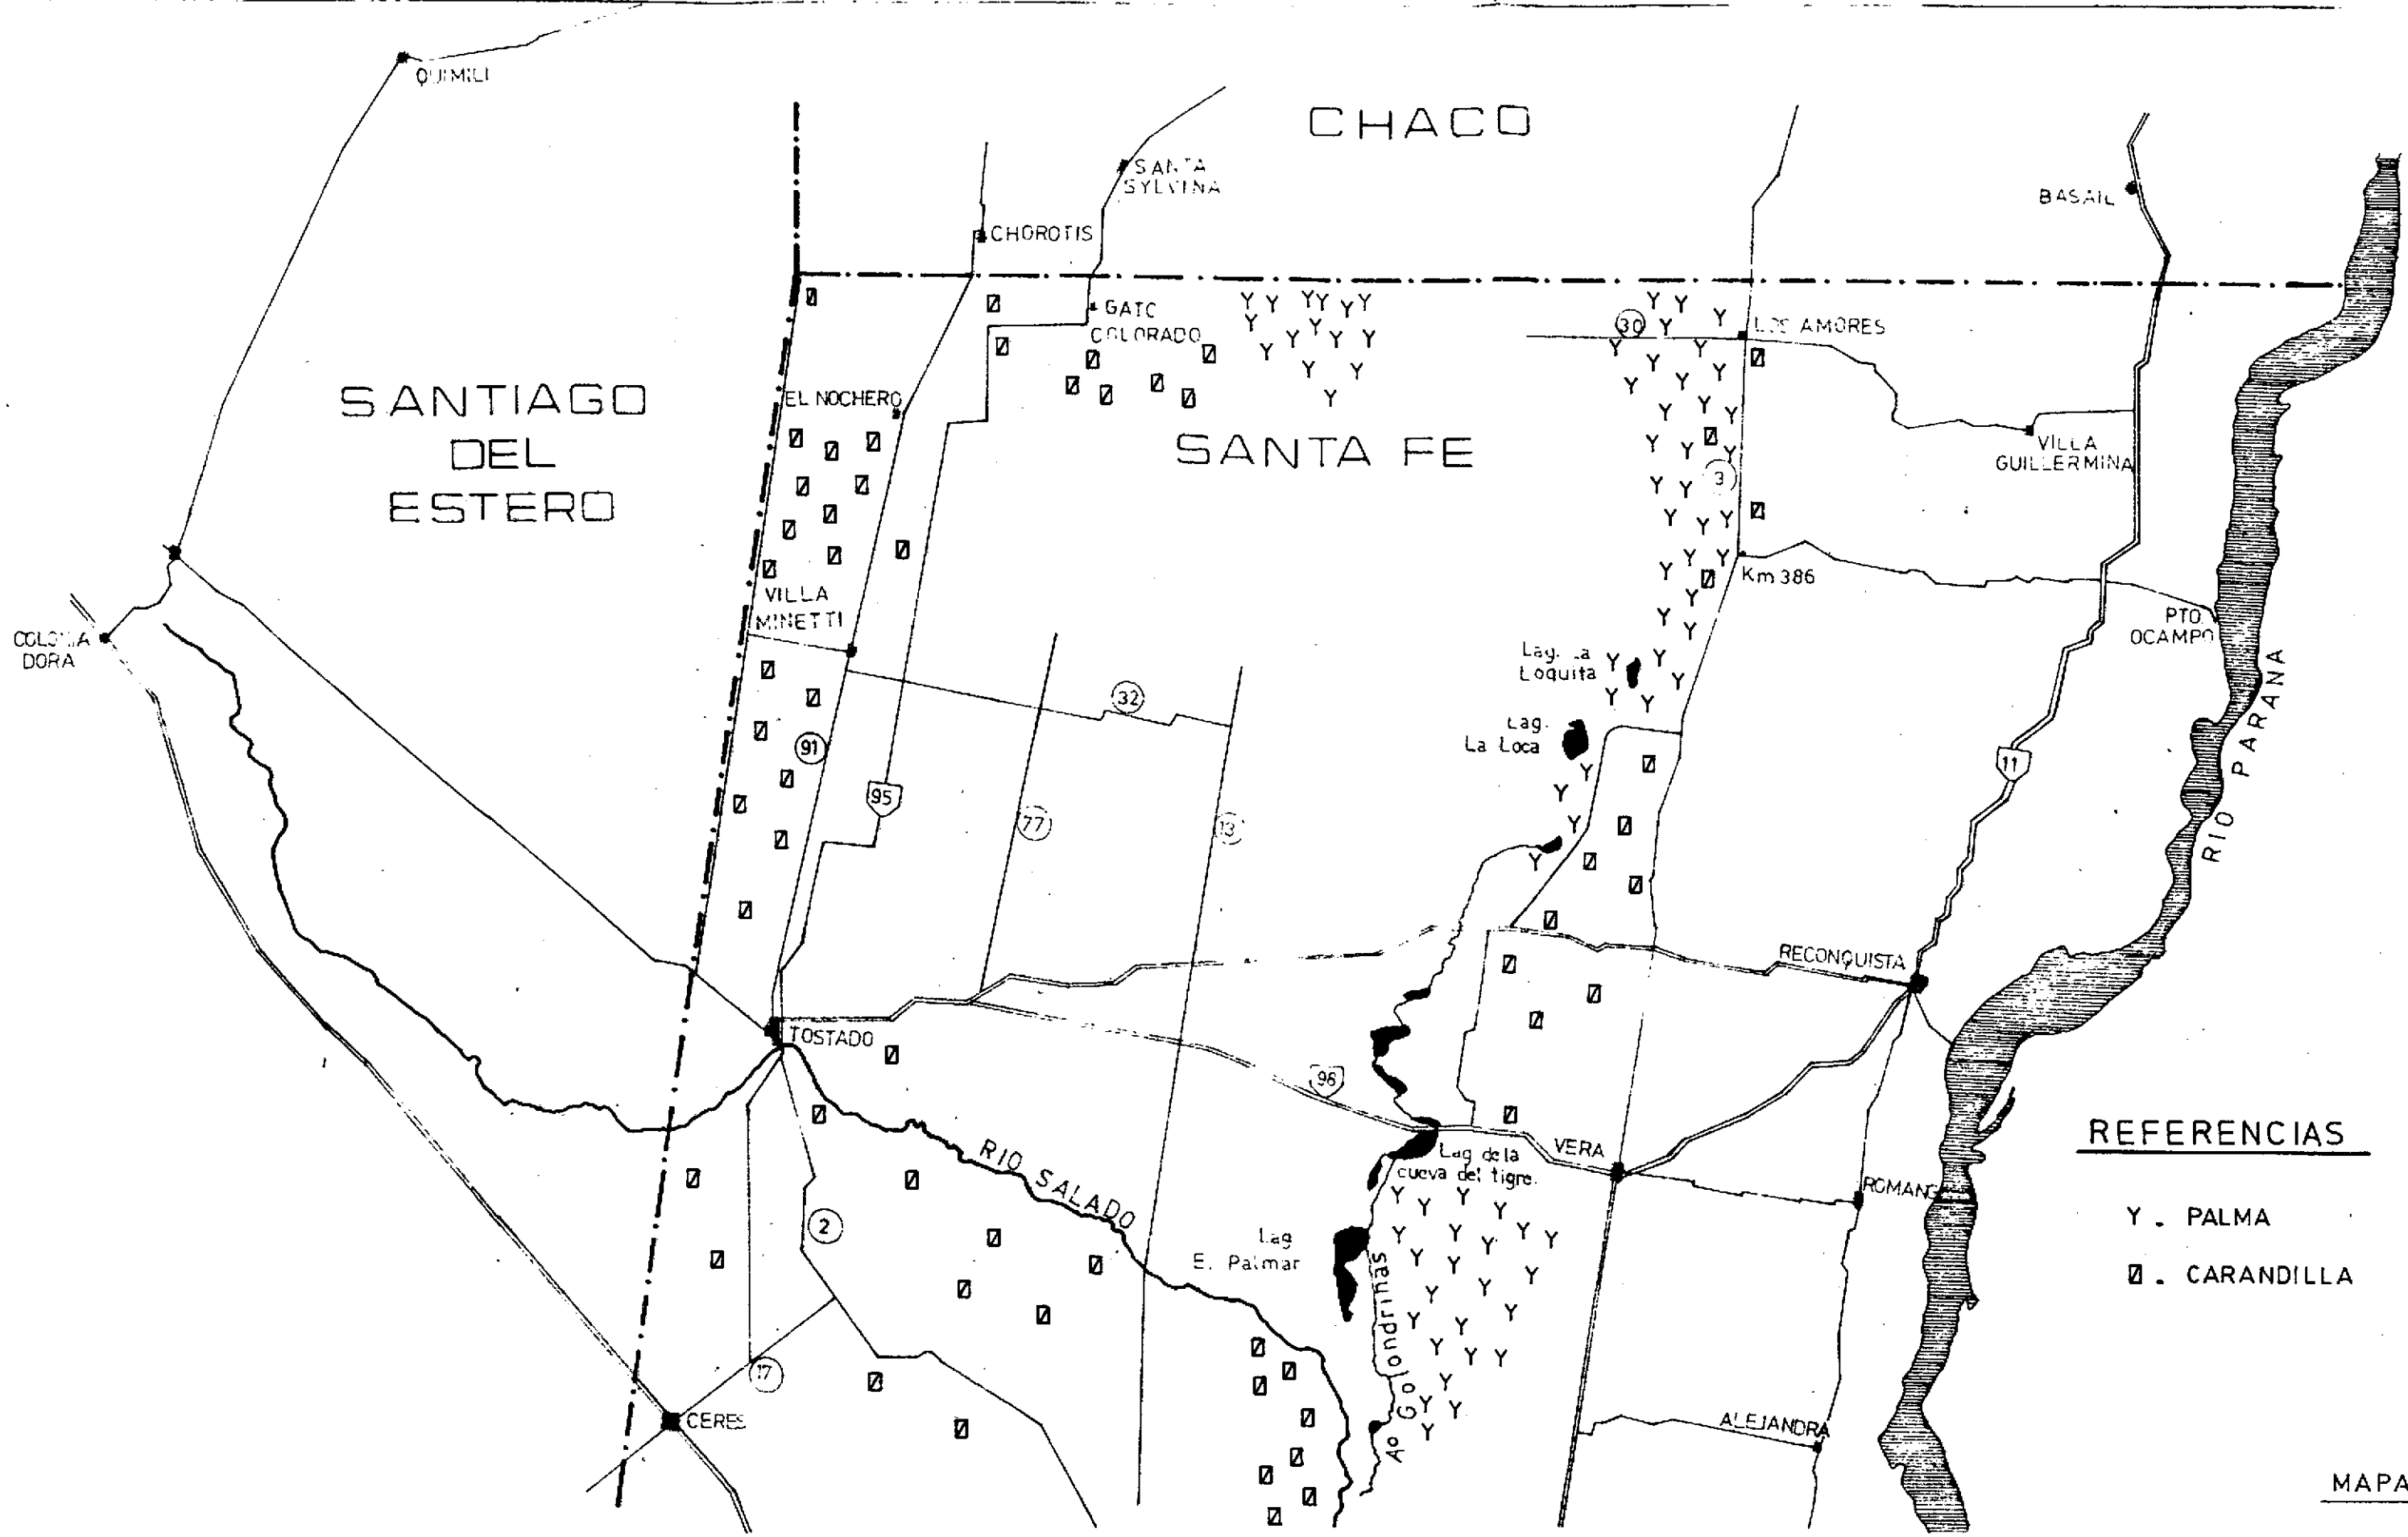 QUIMILI
CHACO
SANTA
SYLVINA
BASAIL
CHOROTIS
GATO
COLORADO
30
LOS AMORES
SANTIAGO
DEL
ESTERO
EL NOCHERO
SANTA FE
VILLA
GUILLERMINA
3
Km 386
VILLA
MINETTI
PTO.
OCAMPO
COLONIA
DORA
Lag. La
Loquita
32
Lag.
La Loca
91
95
77
13
11
RIO PARANA
RECONQUISTA
TOSTADO
96
REFERENCIAS
VERA
Lag de la
cueva del tigre.
RIO SALADO
ROMANG
Y . PALMA
2
Lag
E. Palmar
CARANDILLA
Ao Golondrinas
17
CERES
ALEJANDRA
MAPA